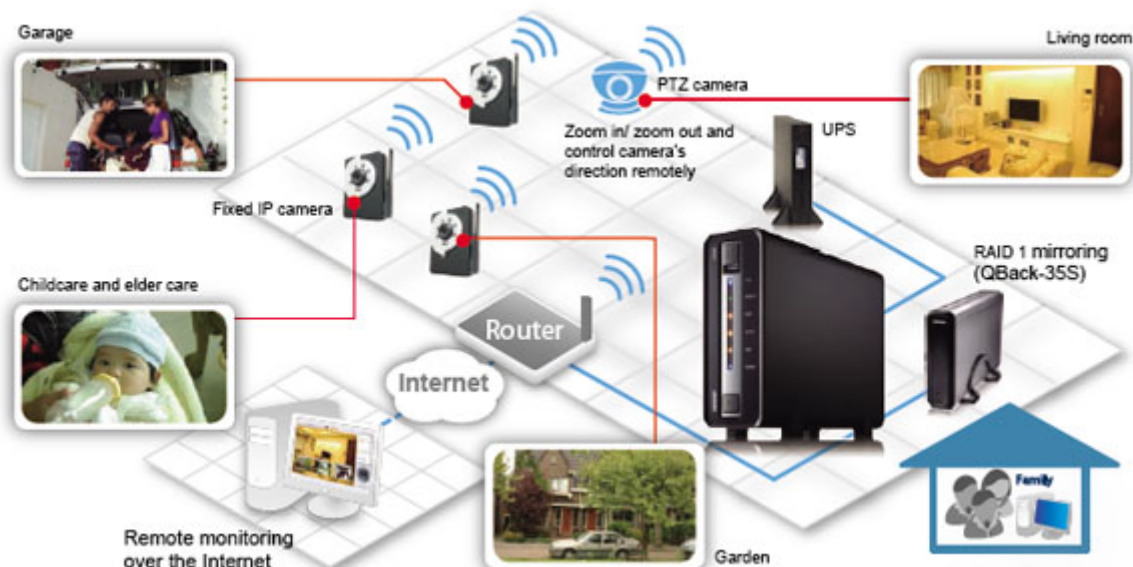 Garage
Living room
PTZ camera
Zoom in/ zoom out and
control camera's
direction remotely
UPS
Fixed IP camera
RAID 1 mirroring
(QBack-35S)
Childcare and elder care
Router
Internet
Family
Remote monitoring
over the Internet
Garden